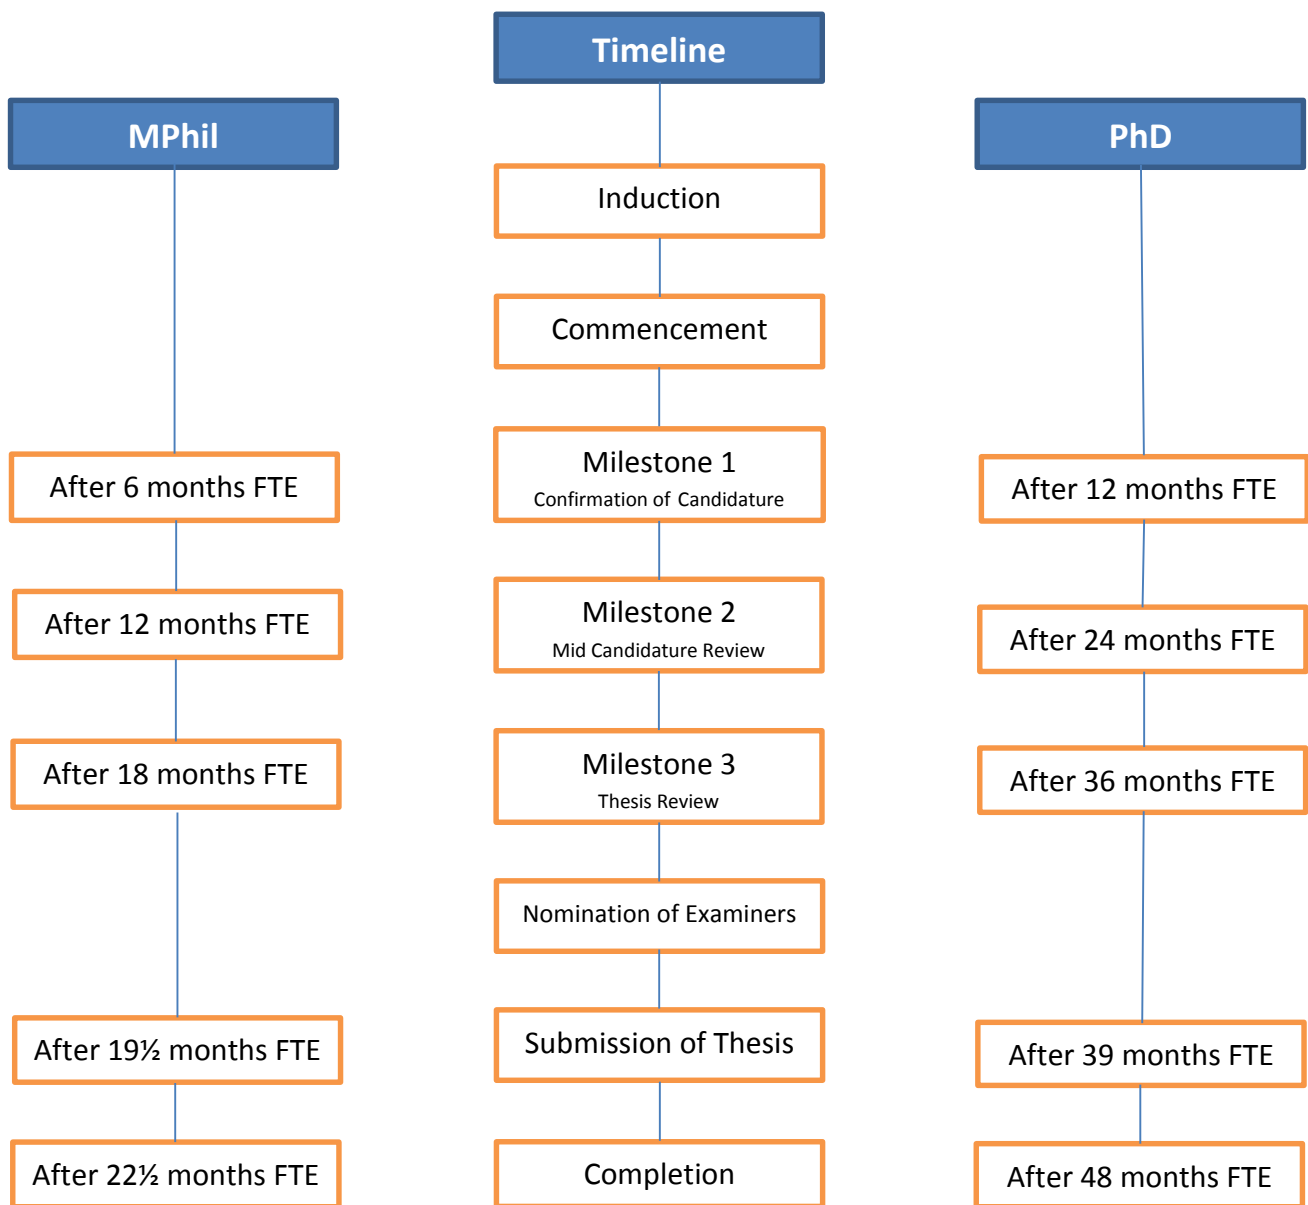 Timeline
MPhil
PhD
Induction
Commencement
After 6 months FTE
Milestone 1
Confirmation of Candidature
After 12 months FTE
After 12 months FTE
Milestone 2
Mid Candidature Review
After 24 months FTE
After 18 months FTE
Milestone 3
Thesis Review
After 36 months FTE
Nomination of Examiners
After 19½ months FTE
Submission of Thesis
After 39 months FTE
After 22½ months FTE
Completion
After 48 months FTE